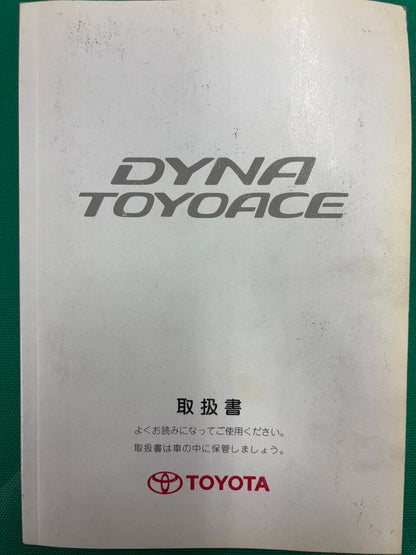 DYNA
TOYOACE
取扱書
よくお読みになってご使用ください。
取扱書は車の中に保管しましょう。
TOYOTA